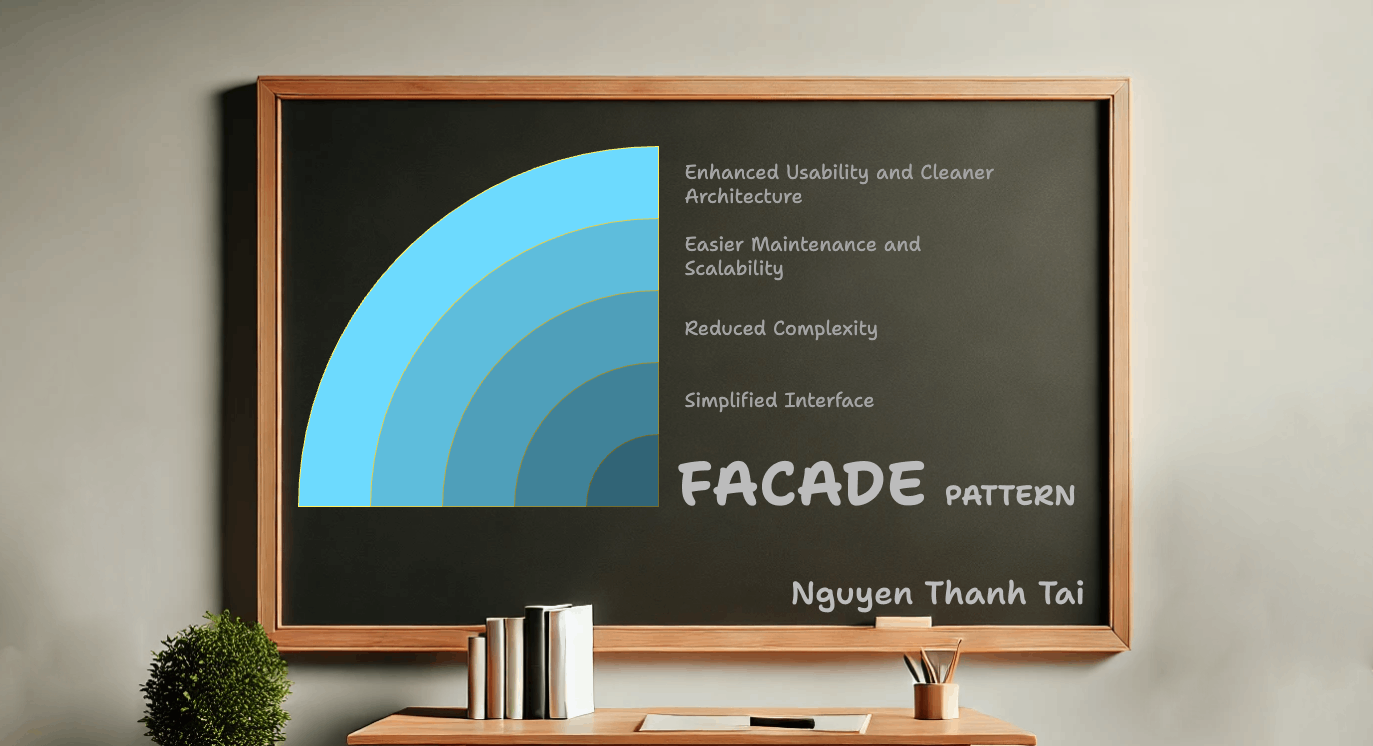 Enhanced Usability and Cleaner
Architecture
Easier Maintenance and
Scalability
Reduced Complexity
Simplified Interface
FACADE PATTERN
Nguyen Thanh Tai